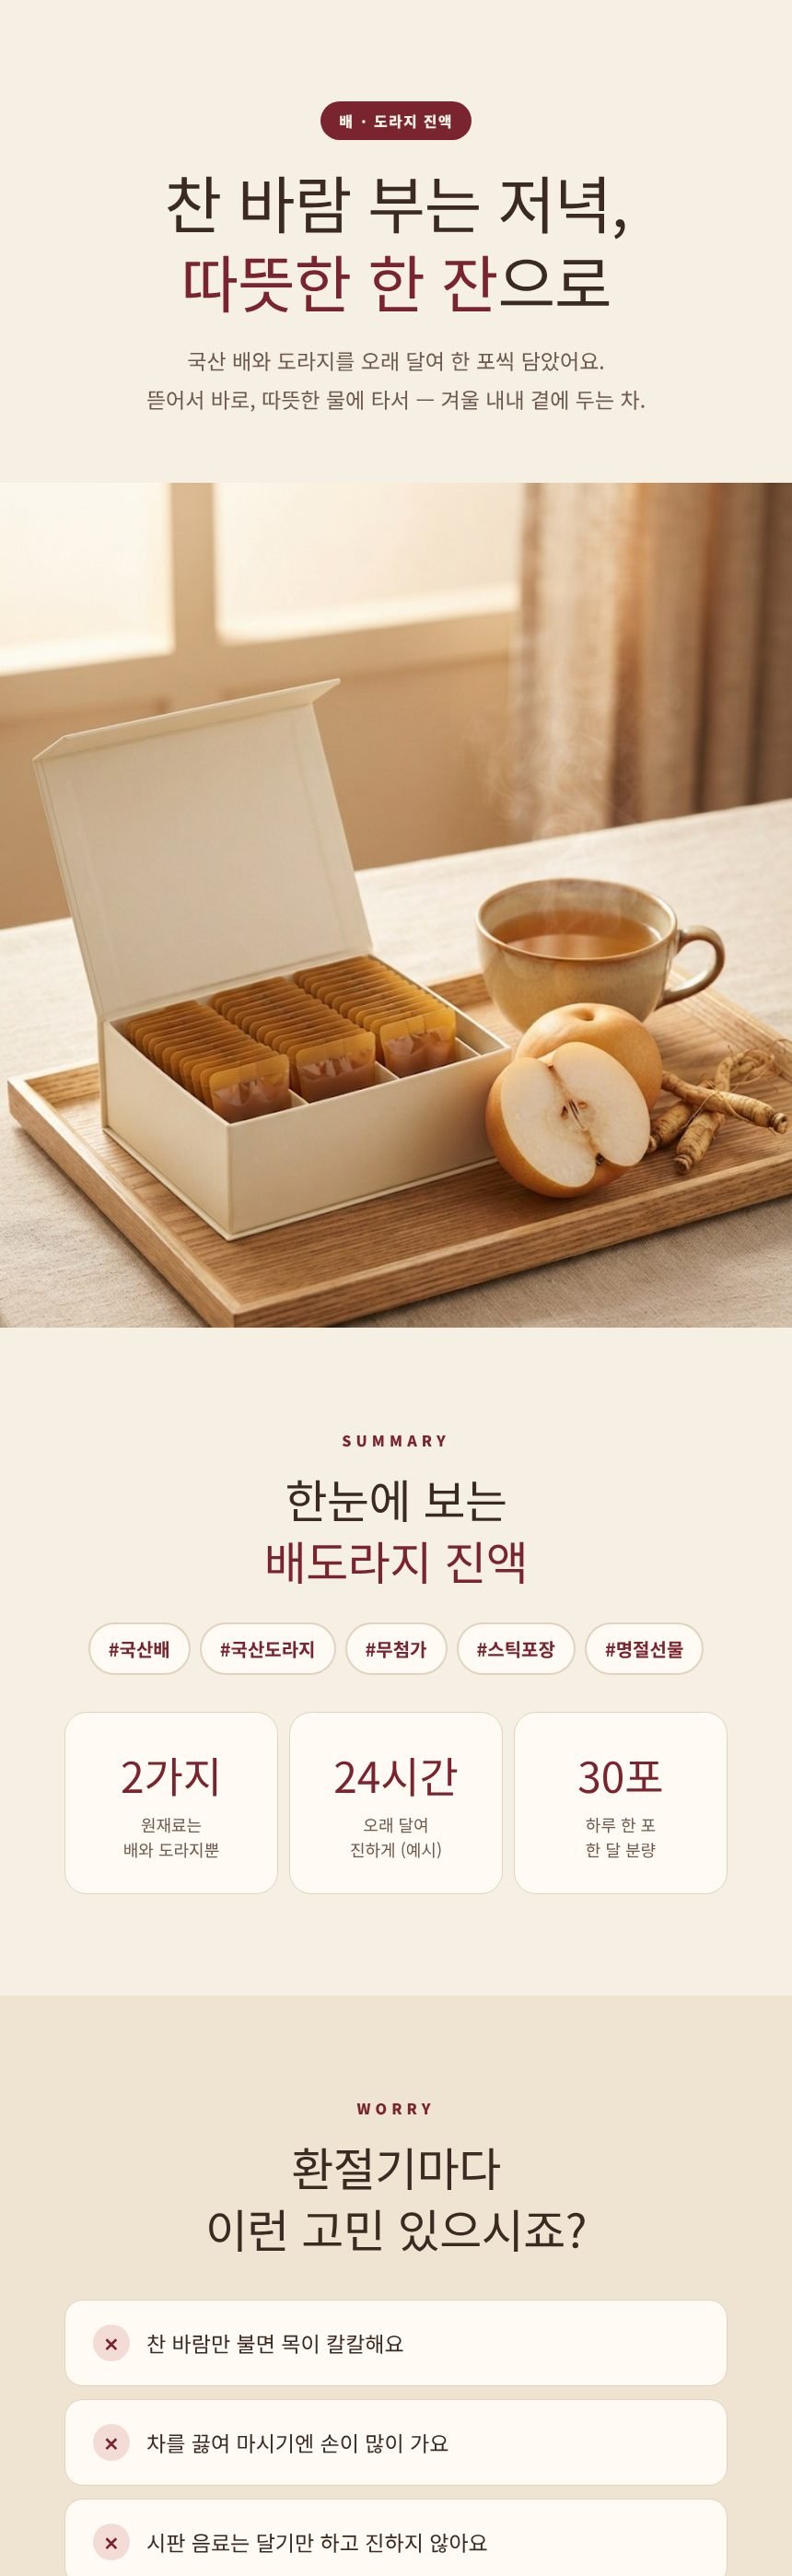 배 · 도라지 진액
찬 바람 부는 저녁,
따뜻한 한 잔으로
국산 배와 도라지를 오래 달여 한 포씩 담았어요.
뜯어서 바로, 따뜻한 물에 타서 — 겨울 내내 곁에 두는 차.
SUMMARY
한눈에 보는
배도라지 진액
#국산배 #국산도라지 #무첨가 #스틱포장 #명절선물
2가지
원재료는
배와 도라지뿐
24시간
오래 달여
진하게 (예시)
30포
하루 한 포
한 달 분량
WORRY
환절기마다
이런 고민 있으시죠?
× 찬 바람만 불면 목이 칼칼해요
× 차를 끓여 마시기엔 손이 많이 가요
× 시판 음료는 달기만 하고 진하지 않아요